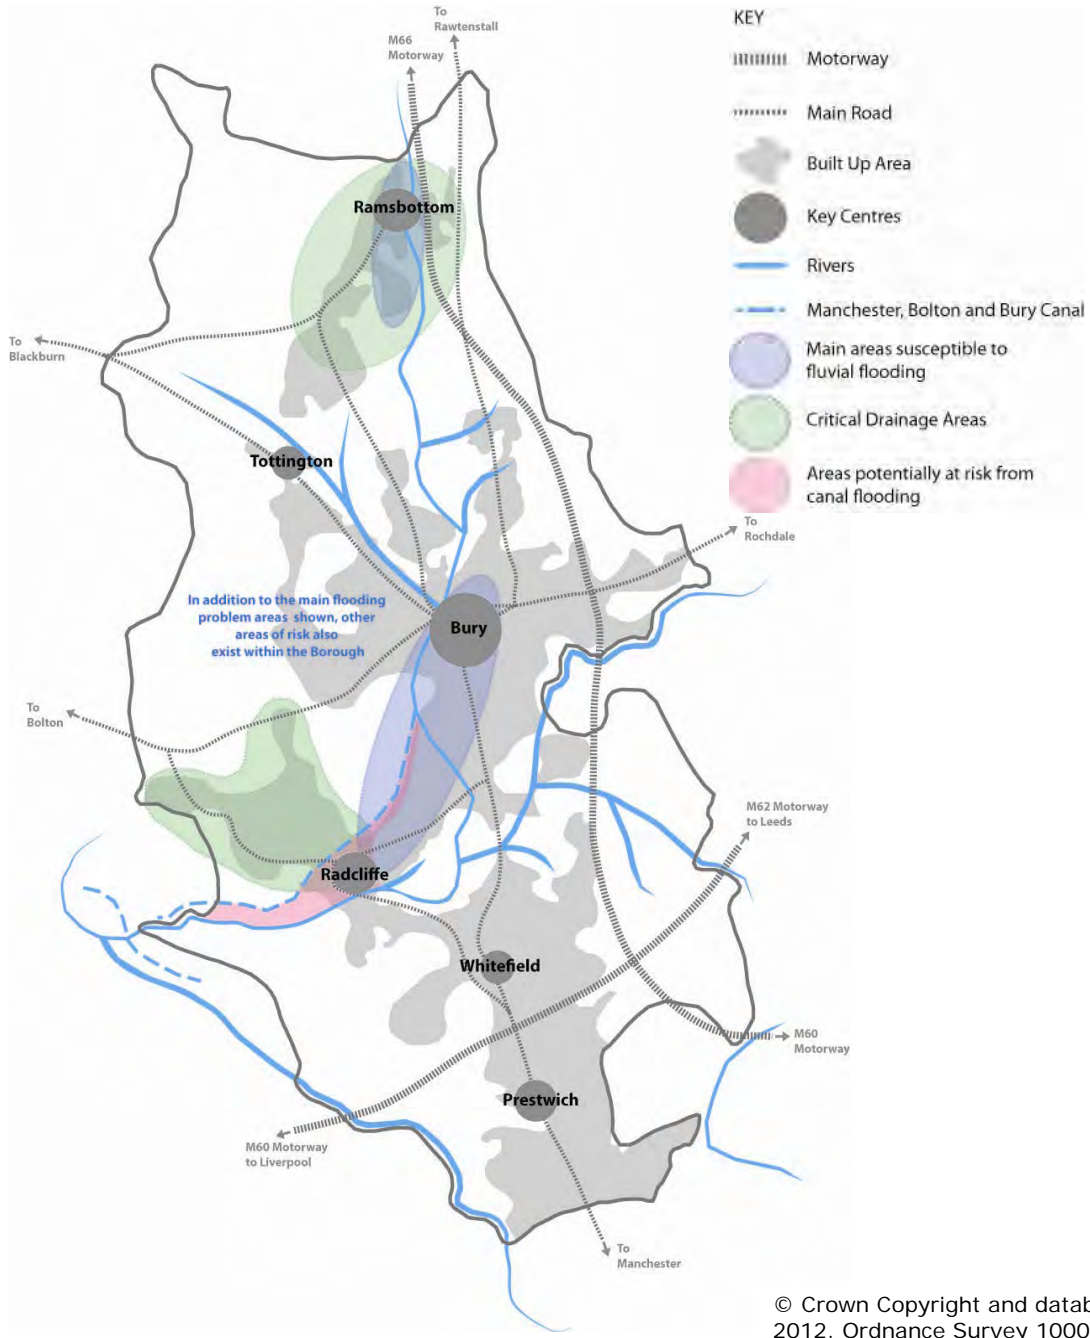 To
Rawtenstall
M66
Motorway
KEY
Motorway
Main Road
Built Up Area
Key Centres
Rivers
Manchester, Bolton and Bury Canal
Main areas susceptible to
fluvial flooding
Critical Drainage Areas
Areas potentially at risk from
canal flooding
Ramsbottom
To
Blackburn
Tottington
To
Rochdale
In addition to the main flooding
problem areas shown, other
areas of risk also
exist within the Borough
Bury
To
Bolton
M62 Motorway
to Leeds
Radcliffe
Whitefield
M60
Motorway
Prestwich
M60 Motorway
to Liverpool
To
Manchester
© Crown Copyright and datab
2012. Ordnance Survey 1000